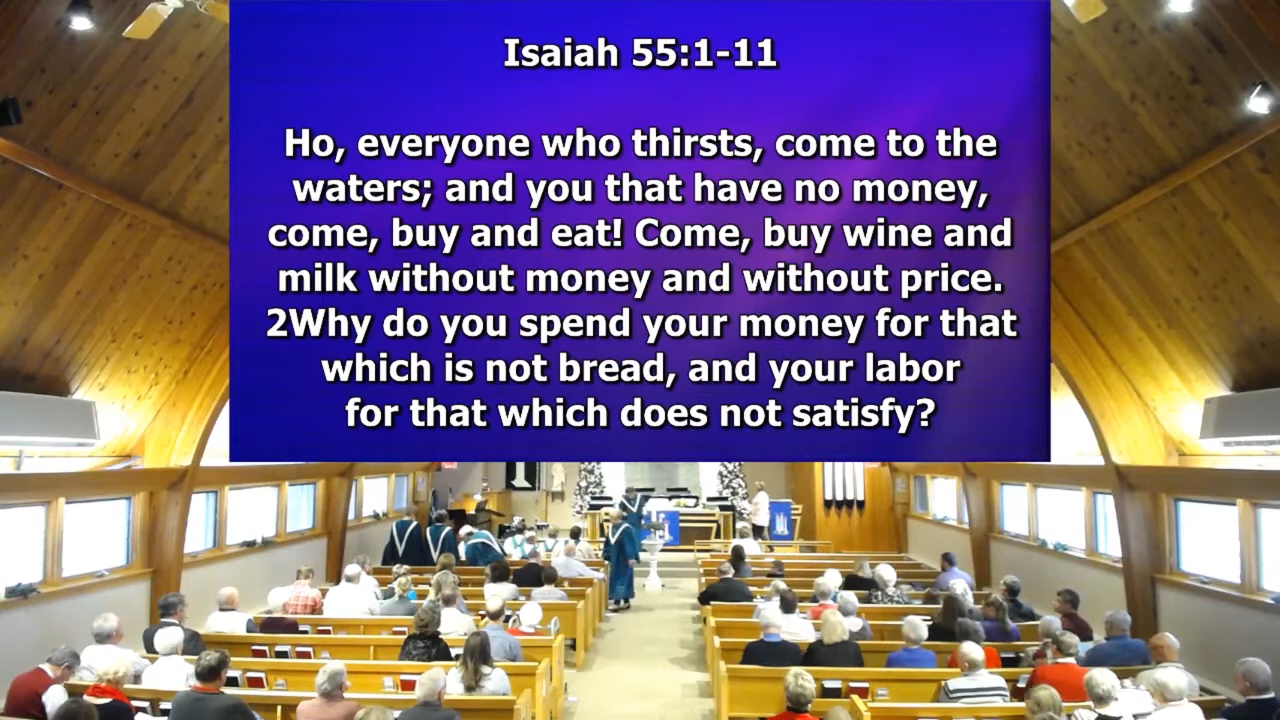 Isaiah 55:1-11
Ho, everyone who thirsts, come to the
waters; and you that have no money,
come, buy and eat! Come, buy wine and
milk without money and without price.
2Why do you spend your money for that
which is not bread, and your labor
for that which does not satisfy?